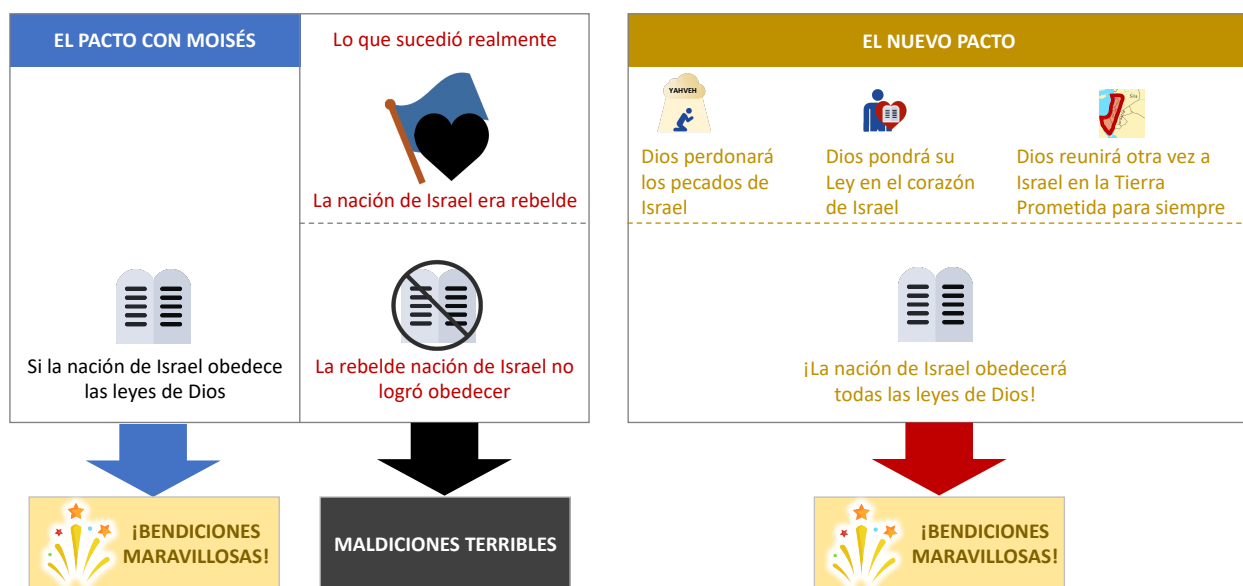 EL PACTO CON MOISÉS
Si la nación de Israel obedece
las leyes de Dios
¡BENDICIONES
MARAVILLOSAS!
Lo que sucedió realmente
La nación de Israel era rebelde
La rebelde nación de Israel no
logró obedecer
MALDICIONES TERRIBLES
EL NUEVO PACTO
YAHVEH
Dios perdonará
los pecados de
Israel
Dios pondrá su
Ley en el corazón
de Israel
Dios reunirá otra vez a
Israel en la Tierra
Prometida para siempre
¡La nación de Israel obedecerá
todas las leyes de Dios!
¡BENDICIONES
MARAVILLOSAS!